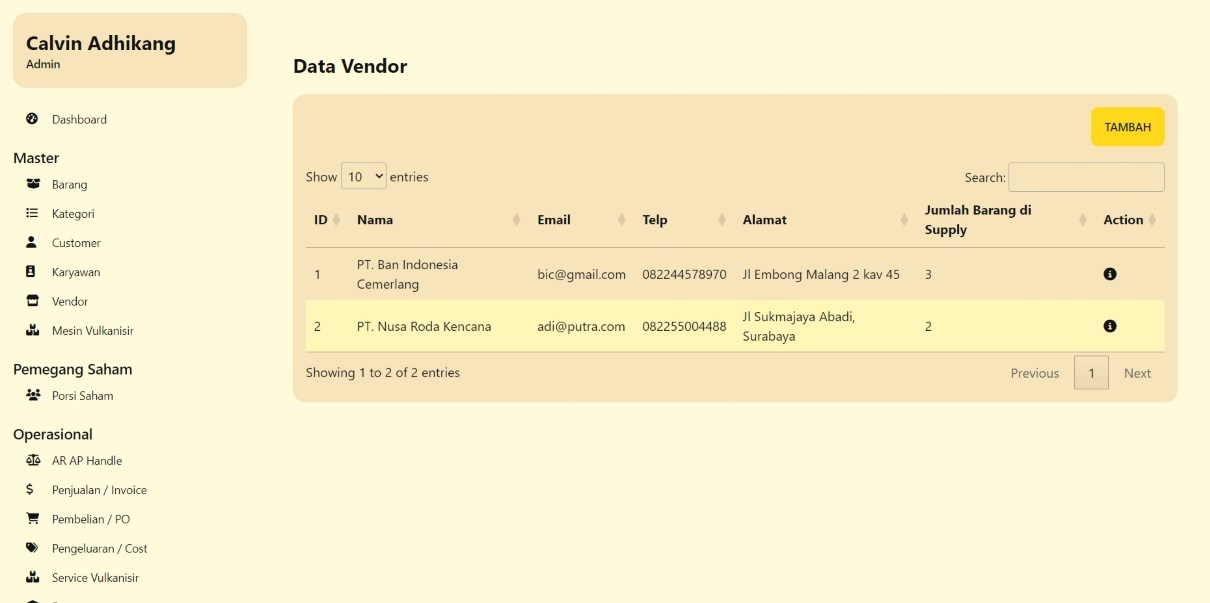 Calvin Adhikang
Admin
Dashboard
Master
Barang
Kategori
Customer
Karyawan
Vendor
Mesin Vulkanisir
Pemegang Saham
Porsi Saham
Operasional
AR AP Handle
Penjualan / Invoice
Pembelian / PO
Pengeluaran / Cost
Service Vulkanisir
Data Vendor
TAMBAH
Show 10 entries
Search:
ID Nama Email Telp Alamat Jumlah Barang di Supply Action
1 PT. Ban Indonesia Cemerlang bic@gmail.com 082244578970 Jl Embong Malang 2 kav 45 3
2 PT. Nusa Roda Kencana adi@putra.com 082255004488 Jl Sukmajaya Abadi, Surabaya 2
Showing 1 to 2 of 2 entries
Previous 1 Next